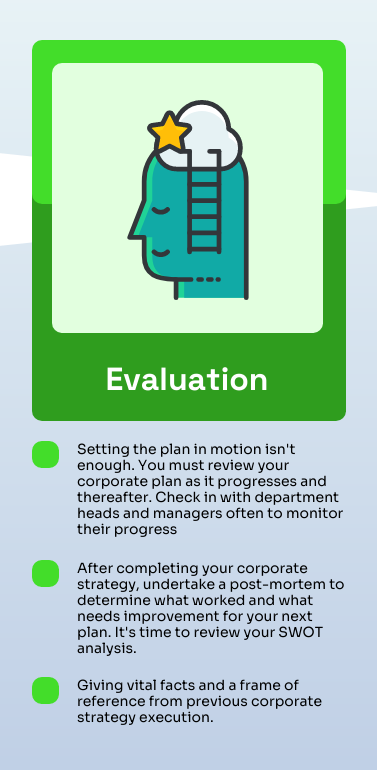 Evaluation
Setting the plan in motion isn't
enough. You must review your
corporate plan as it progresses and
thereafter. Check in with department
heads and managers often to monitor
their progress
After completing your corporate
strategy, undertake a post-mortem to
determine what worked and what
needs improvement for your next
plan. It's time to review your SWOT
analysis.
Giving vital facts and a frame of
reference from previous corporate
strategy execution.